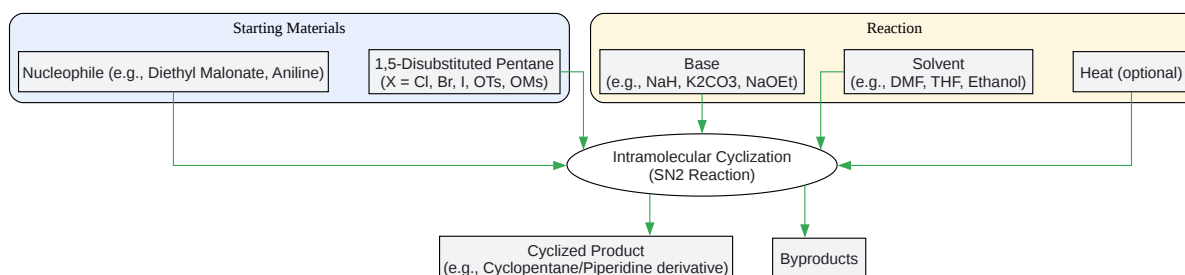 Starting Materials
Reaction
Nucleophile (e.g., Diethyl Malonate, Aniline)
1,5-Disubstituted Pentane
(X = Cl, Br, I, OTs, OMs)
Base
(e.g., NaH, K2CO3, NaOEt)
Solvent
(e.g., DMF, THF, Ethanol)
Heat (optional)
Intramolecular Cyclization
(SN2 Reaction)
Cyclized Product
(e.g., Cyclopentane/Piperidine derivative)
Byproducts